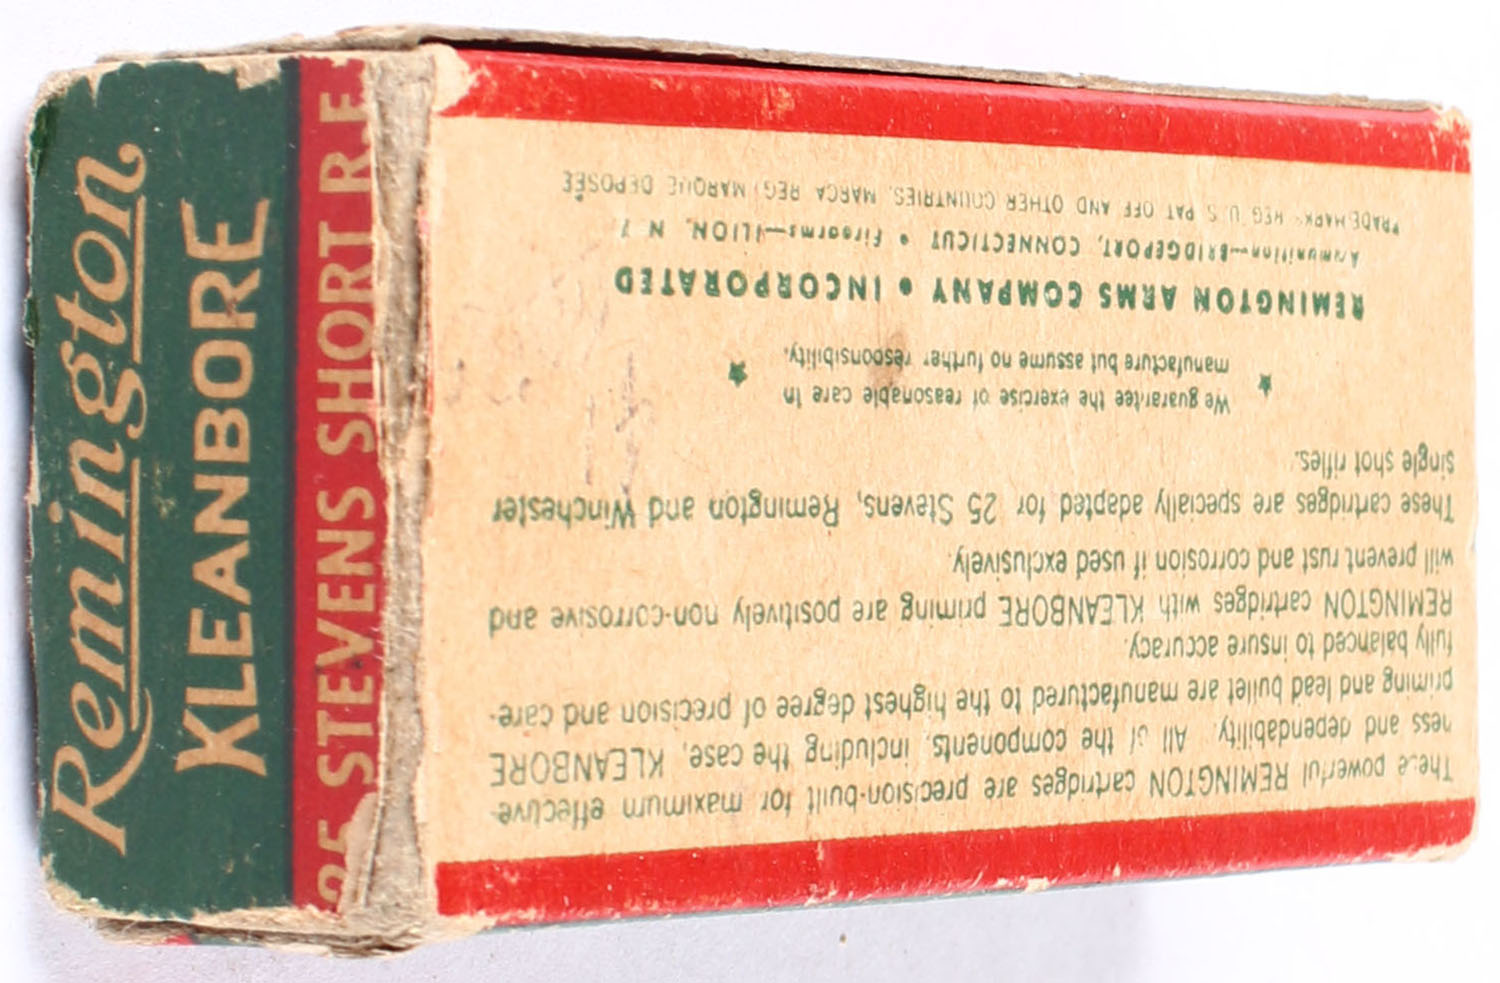 Remington
KLEANBORE
25 STEVENS SHORT R.F.
These powerful REMINGTON cartridges are precision-built for maximum effective-
ness and dependability. All of the components, including the case, KLEANBORE
priming and lead bullet are manufactured to the highest degree of precision and care-
fully balanced to insure accuracy.
REMINGTON cartridges with KLEANBORE priming are positively non-corrosive and
will prevent rust and corrosion if used exclusively.
These cartridges are specially adapted for 25 Stevens, Remington and Winchester
single shot rifles.
We guarantee the exercise of reasonable care in
manufacture but assume no further responsibility.
REMINGTON ARMS COMPANY • INCORPORATED
Ammunition—BRIDGEPORT, CONNECTICUT • Firearms—ILION, N. Y.
TRADE MARKS REG. U.S. PAT OFF AND OTHER COUNTRIES, MARCA REG) MARQUE DEPOSÉE